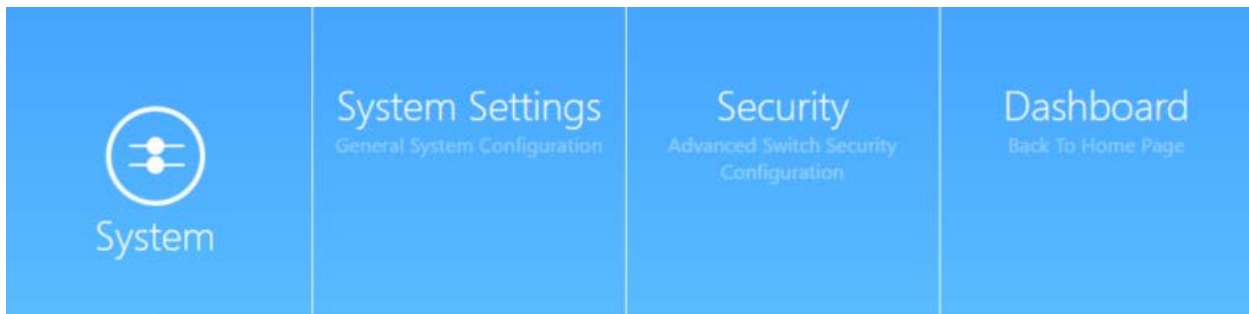 System
System Settings
General System Configuration
Security
Advanced Switch Security
Configuration
Dashboard
Back To Home Page